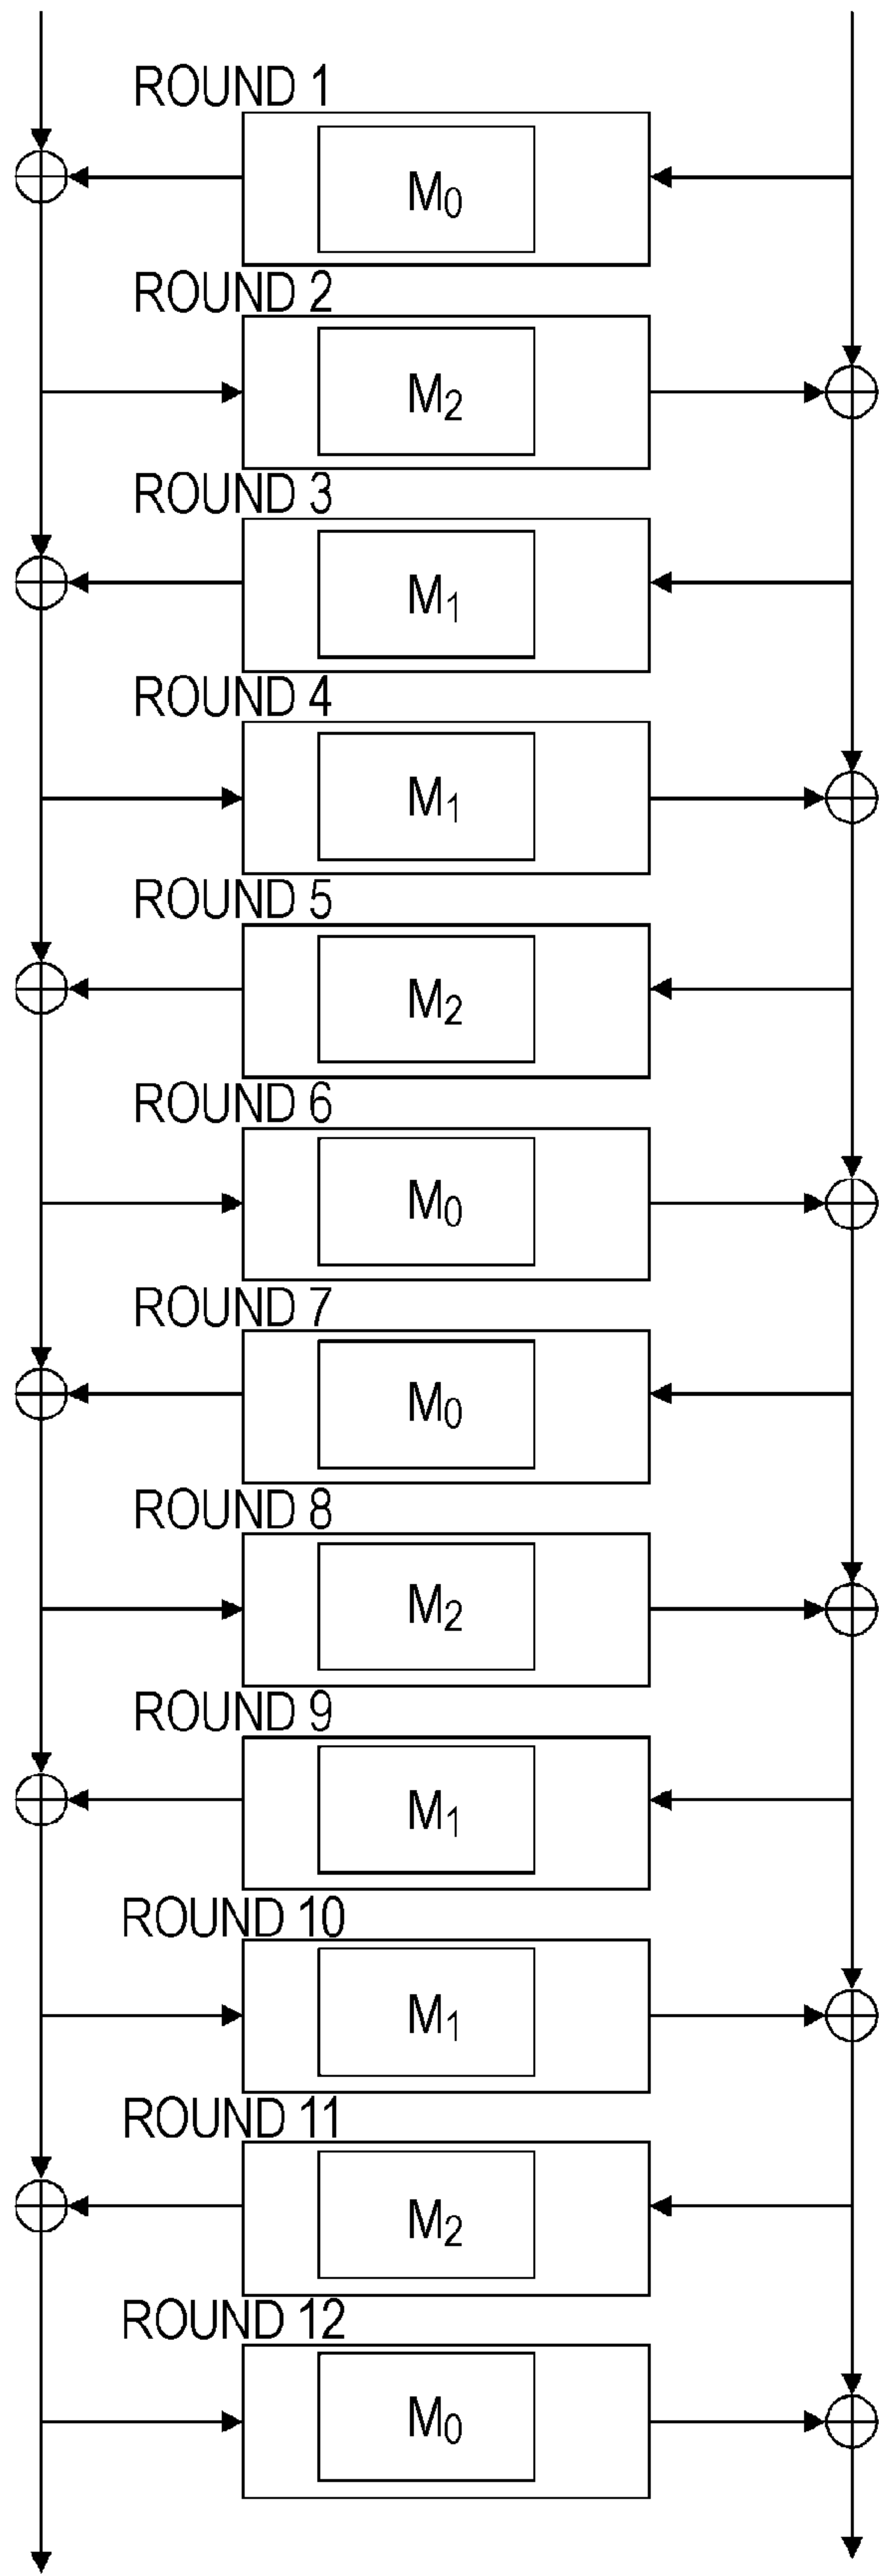 ROUND 1
M0
ROUND 2
M2
ROUND 3
M1
ROUND 4
M1
ROUND 5
M2
ROUND 6
M0
ROUND 7
M0
ROUND 8
M2
ROUND 9
M1
ROUND 10
M1
ROUND 11
M2
ROUND 12
M0